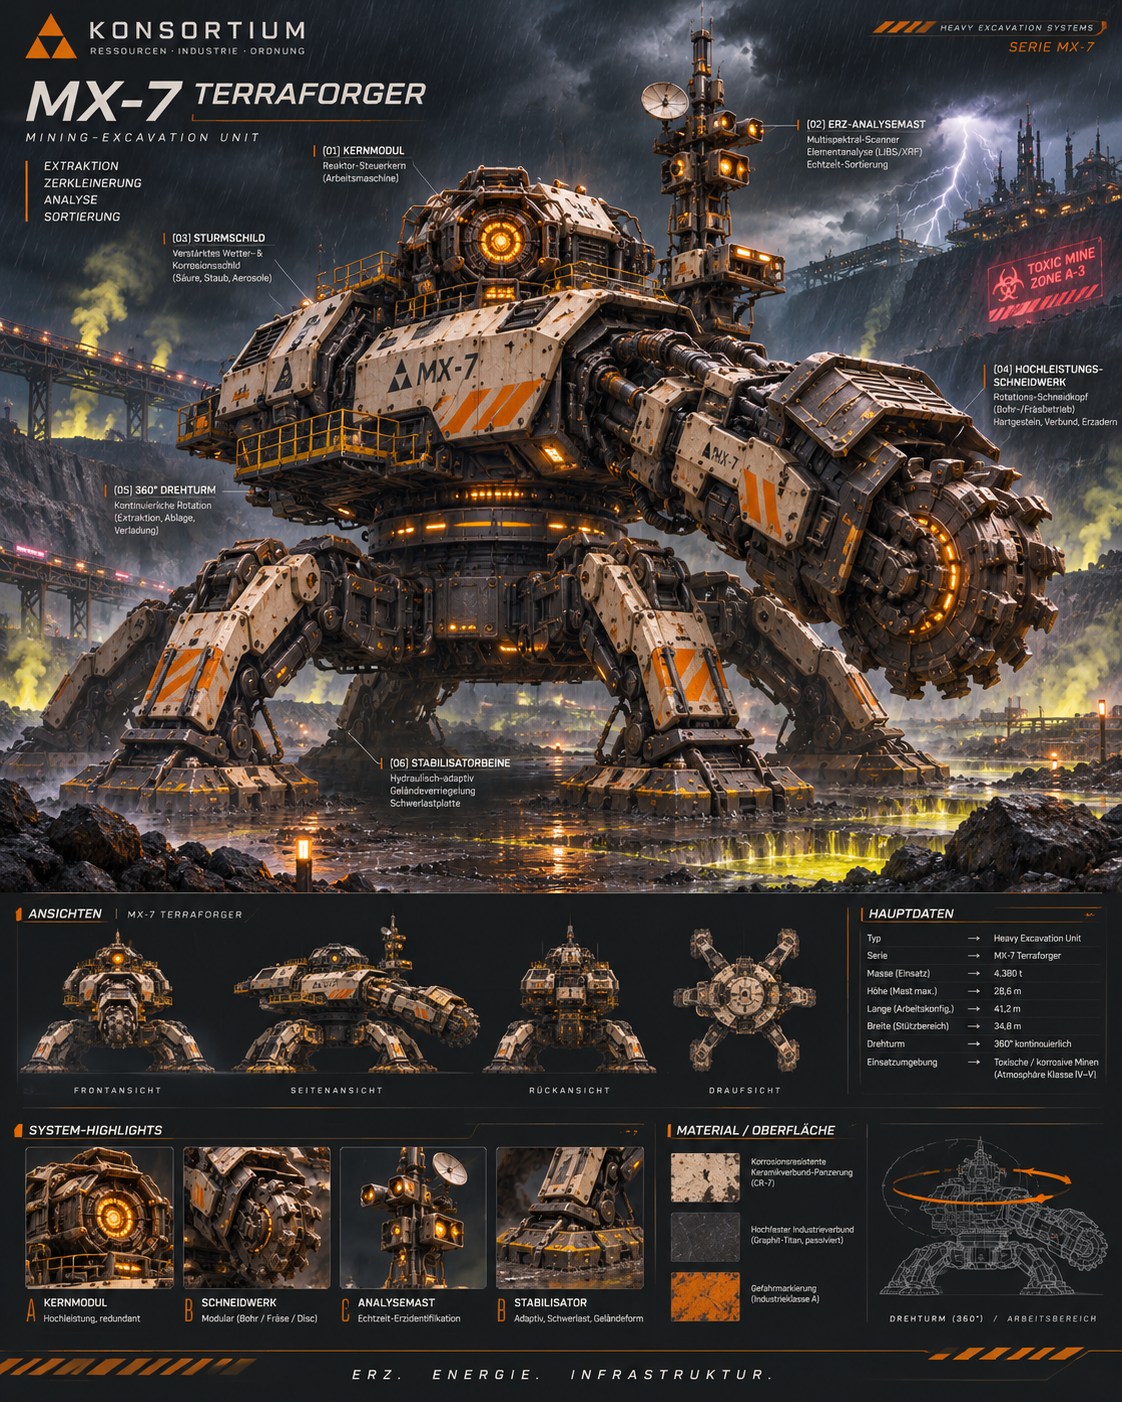 KONSORTIUM
RESSOURCEN · INDUSTRIE · ORDNUNG
HEAVY EXCAVATION SYSTEMS
SERIE MX-7
MX-7 TERRAFORGER
MINING-EXCAVATION UNIT
EXTRAKTION
ZERKLEINERUNG
ANALYSE
SORTIERUNG
[01] KERNMODUL
Reaktor-Steuerkern
(Arbeitsmaschine)
[02] ERZ-ANALYSEMAST
Multispektral-Scanner
Elementanalyse (LIBS/XRF)
Echtzeit-Sortierung
[03] STURMSCHILD
Verstärktes Wetter- &
Korrosionsschild
(Säure, Staub, Aerosole)
TOXIC MINE
ZONE A-3
MX-7
[04] HOCHLEISTUNGS-
SCHNEIDWERK
Rotations-Schneidkopf
(Bohr-/Fräsbetrieb)
Hartgestein, Verbund, Erzadern
MX-7
[05] 360° DREHTURM
Kontinuierliche Rotation
(Extraktion, Ablage,
Verladung)
[06] STABILISATORBEINE
Hydraulisch-adaptiv
Geländeverriegelung
Schwerlastplatte
ANSICHTEN | MX-7 TERRAFORGER
FRONTANSICHT
SEITENANSICHT
RÜCKANSICHT
DRAUFSICHT
HAUPTDATEN
Typ → Heavy Excavation Unit
Serie → MX-7 Terraforger
Masse (Einsatz) → 4.380 t
Höhe (Mast max.) → 28,6 m
Lange (Arbeitskonfig.) → 41,2 m
Breite (Stützbereich) → 34,8 m
Drehturm → 360° kontinouierlich
Einsatzumgebung → Toxische / korrosive Minen
(Atmosphäre Klasse IV–V)
SYSTEM-HIGHLIGHTS
A KERNMODUL
Hochleistung, redundant
B SCHNEIDWERK
Modular (Bohr / Fräse / Disc)
C ANALYSEMAST
Echtzeit-Erzidentifikation
B STABILISATOR
Adaptiv, Schwerlast, Geländeform
MATERIAL / OBERFLÄCHE
Korrosionsresistente
Keramikverbund-Panzerung
(CR-7)
Hochfester Industrieverbund
(Graphit-Titan, passiviert)
Gefahrmarkierung
(Industrieklasse A)
DREHTURM (360°) / ARBEITSBEREICH
ERZ. ENERGIE. INFRASTRUKTUR.